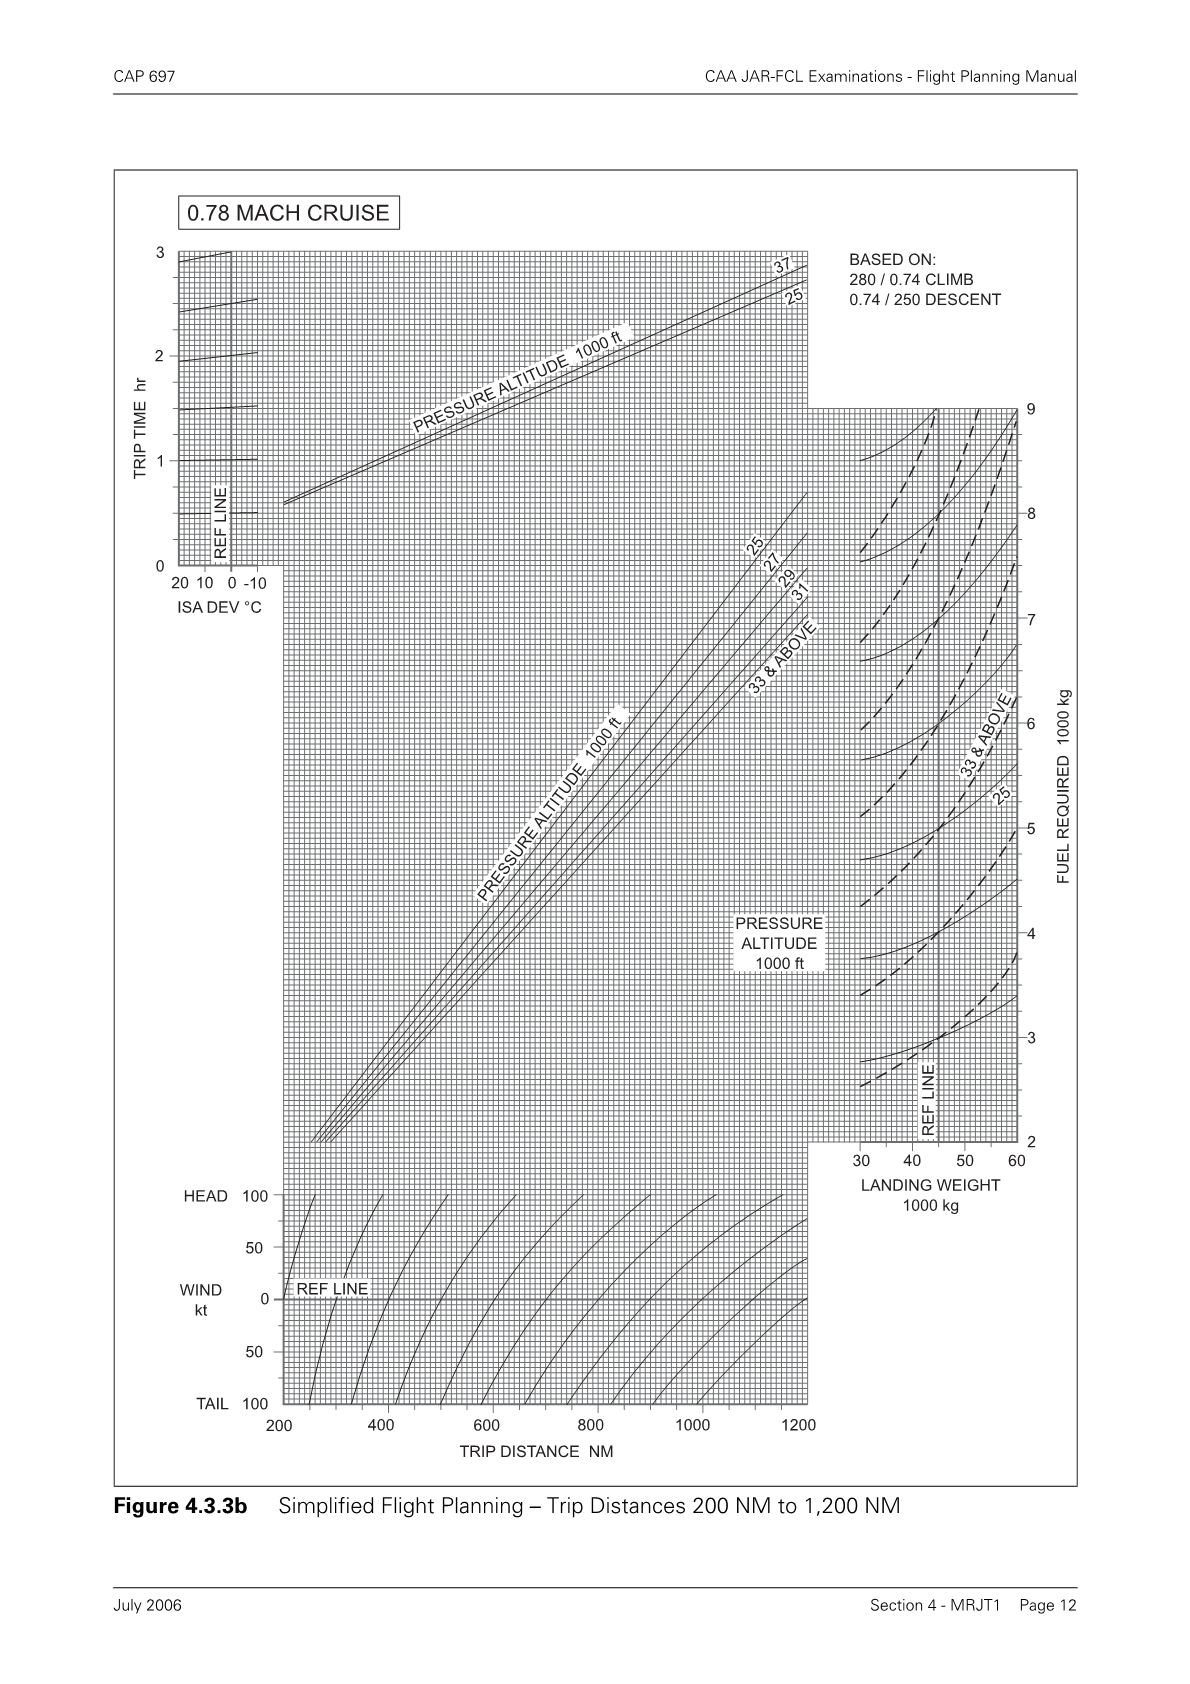 CAP 697 CAA JAR-FCL Examinations - Flight Planning Manual
0.78 MACH CRUISE
BASED ON:
280 / 0.74 CLIMB
0.74 / 250 DESCENT
3
2
1
0
TRIP TIME hr
REF LINE
20 10 0 -10
ISA DEV °C
37
25
PRESSURE ALTITUDE 1000 ft
25
27
29
31
33 & ABOVE
PRESSURE ALTITUDE 1000 ft
9
8
7
6
5
4
3
2
FUEL REQUIRED 1000 kg
33 & ABOVE
25
PRESSURE
ALTITUDE
1000 ft
REF LINE
30 40 50 60
LANDING WEIGHT
1000 kg
HEAD 100
50
WIND 0
kt
50
TAIL 100
REF LINE
200 400 600 800 1000 1200
TRIP DISTANCE NM
Figure 4.3.3b Simplified Flight Planning – Trip Distances 200 NM to 1,200 NM
July 2006 Section 4 - MRJT1 Page 12